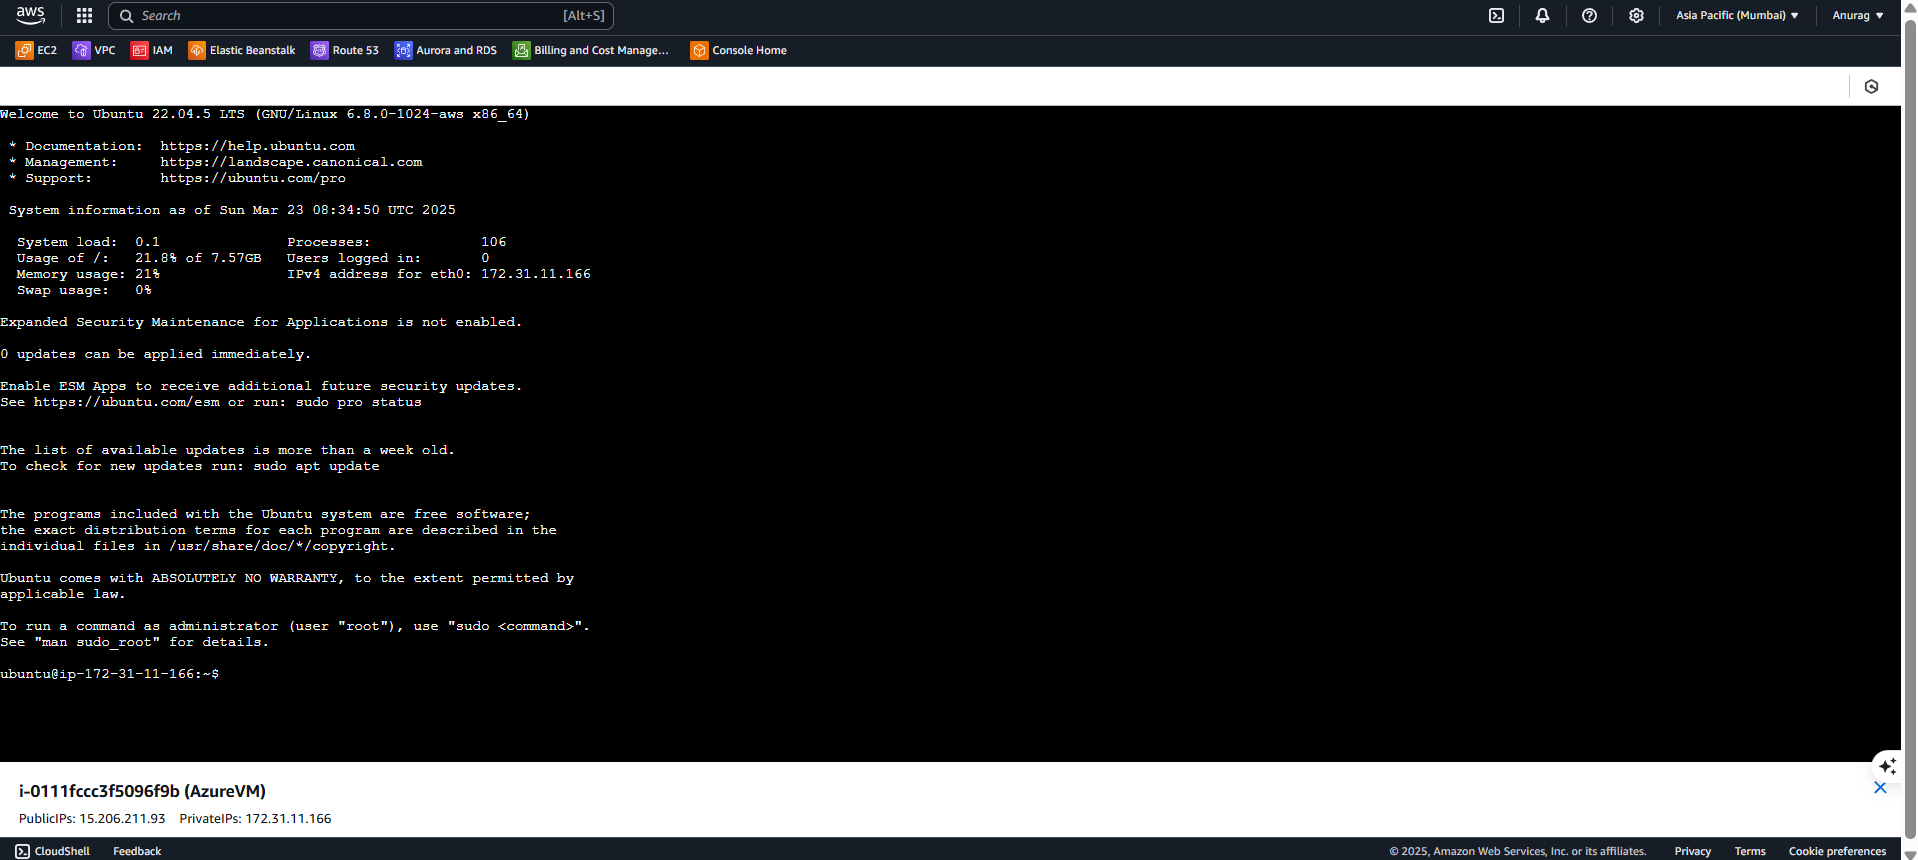 aws Search [Alt+S] Asia Pacific (Mumbai) Anurag
EC2 VPC IAM Elastic Beanstalk Route 53 Aurora and RDS Billing and Cost Manage... Console Home
Welcome to Ubuntu 22.04.5 LTS (GNU/Linux 6.8.0-1024-aws x86_64)
* Documentation: https://help.ubuntu.com
* Management: https://landscape.canonical.com
* Support: https://ubuntu.com/pro
System information as of Sun Mar 23 08:34:50 UTC 2025
System load: 0.1 Processes: 106
Usage of /: 21.8% of 7.57GB Users logged in: 0
Memory usage: 21% IPv4 address for eth0: 172.31.11.166
Swap usage: 0%
Expanded Security Maintenance for Applications is not enabled.
0 updates can be applied immediately.
Enable ESM Apps to receive additional future security updates.
See https://ubuntu.com/esm or run: sudo pro status
The list of available updates is more than a week old.
To check for new updates run: sudo apt update
The programs included with the Ubuntu system are free software;
the exact distribution terms for each program are described in the
individual files in /usr/share/doc/*/copyright.
Ubuntu comes with ABSOLUTELY NO WARRANTY, to the extent permitted by
applicable law.
To run a command as administrator (user "root"), use "sudo <command>".
See "man sudo_root" for details.
ubuntu@ip-172-31-11-166:~$
i-0111fccc3f5096f9b (AzureVM)
PublicIPs: 15.206.211.93 PrivateIPs: 172.31.11.166
CloudShell Feedback © 2025, Amazon Web Services, Inc. or its affiliates. Privacy Terms Cookie preferences